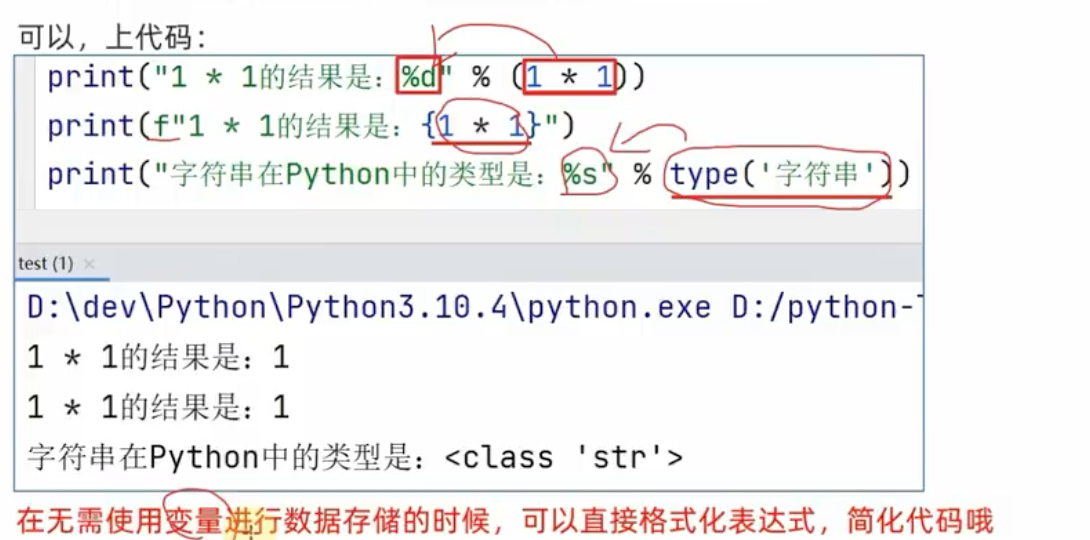 可以，上代码：
print("1 * 1的结果是：%d" % (1 * 1))
print(f"1 * 1的结果是：{1 * 1}")
print("字符串在Python中的类型是：%s" % type('字符串'))
test (1) ×
D:\dev\Python\Python3.10.4\python.exe D:/python-
1 * 1的结果是：1
1 * 1的结果是：1
字符串在Python中的类型是：<class 'str'>
在无需使用变量进行数据存储的时候，可以直接格式化表达式，简化代码哦